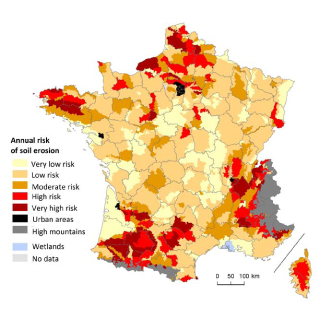 Annual risk
of soil erosion
Very low risk
Low risk
Moderate risk
High risk
Very high risk
Urban areas
High mountains
Wetlands
No data
0 50 100 km